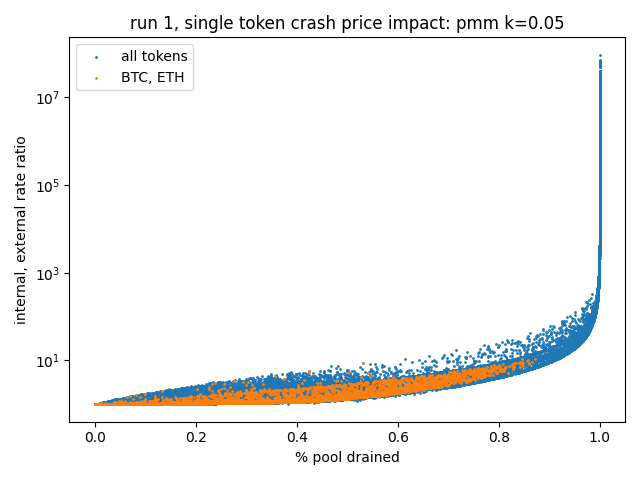 run 1, single token crash price impact: pmm k=0.05
all tokens
BTC, ETH
internal, external rate ratio
10^7
10^5
10^3
10^1
0.0 0.2 0.4 0.6 0.8 1.0
% pool drained